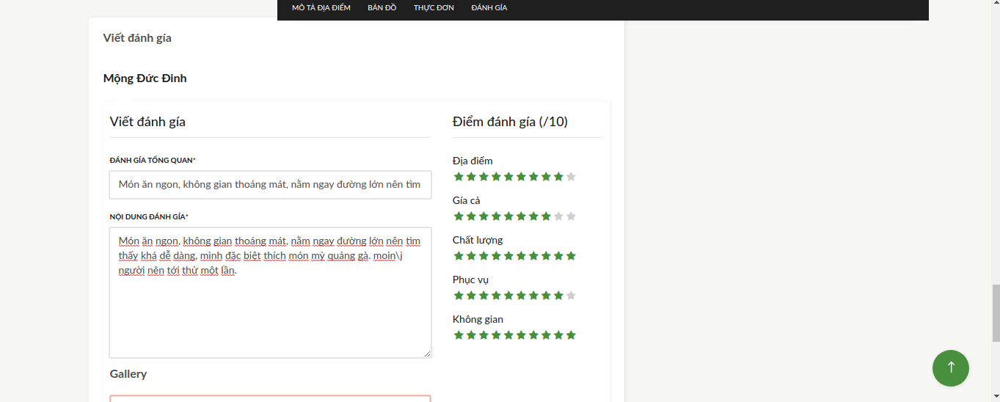 MÔ TẢ ĐỊA ĐIỂM BẢN ĐỒ THỰC ĐƠN ĐÁNH GÍA
Viết đánh gía
Mộng Đức Đinh
Viết đánh gía
ĐÁNH GÍA TỔNG QUAN*
Món ăn ngon, không gian thoáng mát, nằm ngay đường lớn nên tìm
NỘI DUNG ĐÁNH GÍA*
Món ăn ngon, không gian thoáng mát, nằm ngay đường lớn nên tìm
thấy khá dễ dàng, mình đặc biệt thích món mỳ quảng gà. moin\j
người nên tới thử một lần.
Gallery
Điểm đánh gía (/10)
Địa điểm
Gía cả
Chất lượng
Phục vụ
Không gian